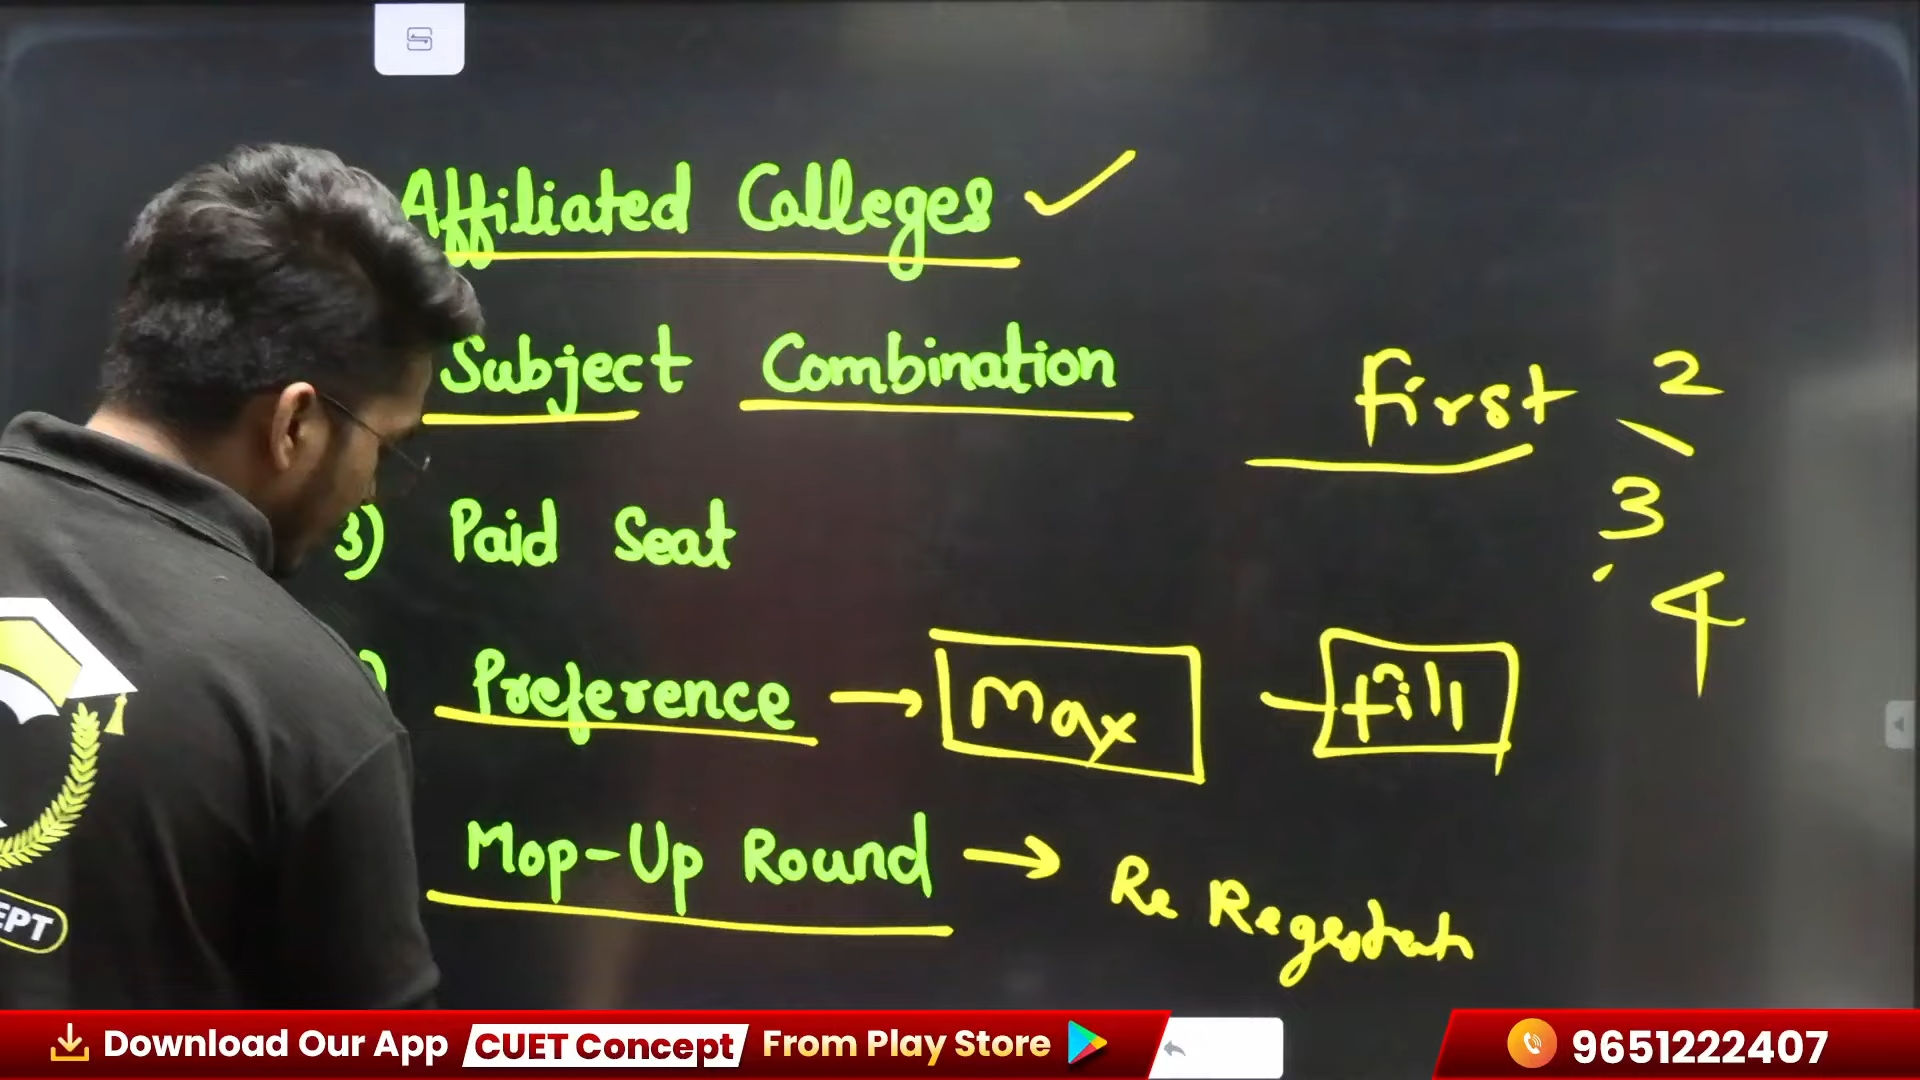 Affiliated Colleges
Subject Combination
First 2
3
3) Paid Seat
4
) Preference → Max fill
Mop-Up Round → Re
EPT
Download Our App CUET Concept From Play Store
9651222407